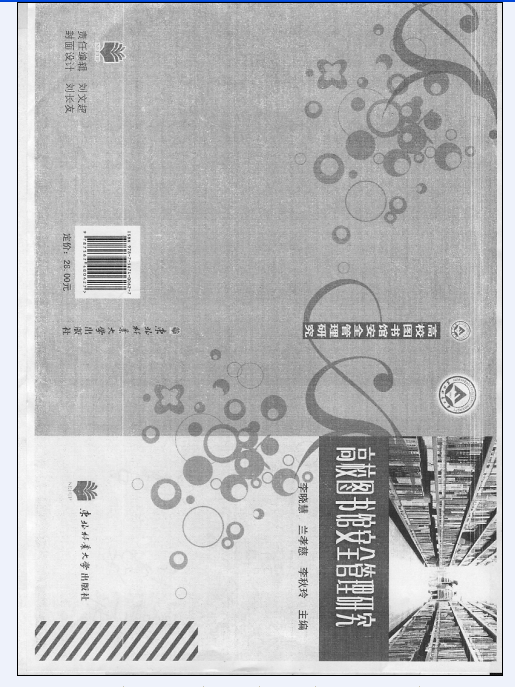 高校图书馆安全管理研究
李晓慧 兰孝慈 李秋玲 主编
东北林业大学出版社
高校图书馆安全管理研究
东北林业大学出版社
责任编辑 刘文超
封面设计 刘长友
定价：28.00元